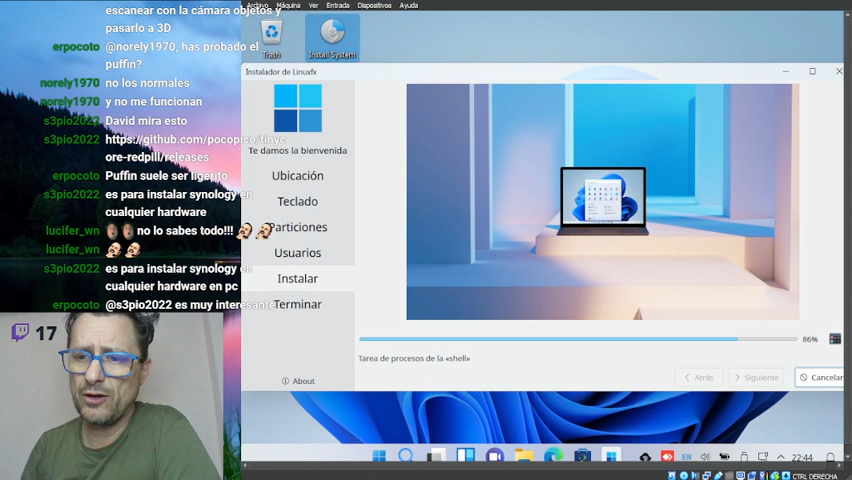 Archivo Máquina Ver Entrada Dispositivos Ayuda
escanear con la cámara objetos y
pasarlo a 3D
erpocoto @norely1970, has probado el
puffin?
norely1970 no los normales
norely1970 y no me funcionan
s3pio2022 David mira esto
s3pio2022 https://github.com/pocopico/tinyc
ore-redpill/releases
erpocoto Puffin suele ser ligerito
s3pio2022 es para instalar synology en
cualquier hardware
lucifer_wn no lo sabes todo!!!
lucifer_wn
s3pio2022 es para instalar synology en
cualquier hardware en pc
erpocoto @s3pio2022 es muy interesante
17
Trash
Install System
Instalador de Linuxfx
Te damos la bienvenida
Ubicación
Teclado
Particiones
Usuarios
Instalar
Terminar
About
86%
Tarea de procesos de la «shell»
Atrás
Siguiente
Cancelar
EN
22:44
CTRL DERECHA